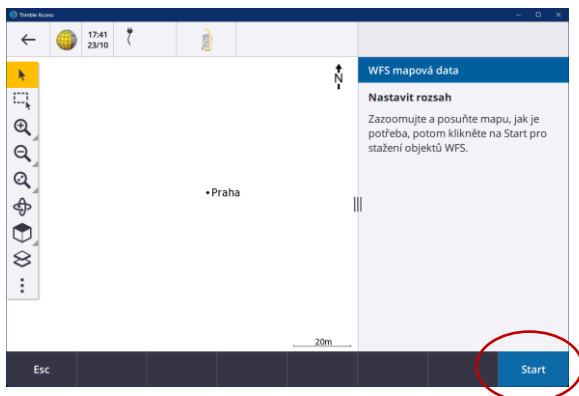 Trimble Access
17:41
23/10
N
WFS mapová data
Nastavit rozsah
Zazoomujte a posuňte mapu, jak je
potřeba, potom klikněte na Start pro
stažení objektů WFS.
Praha
20m
Esc
Start